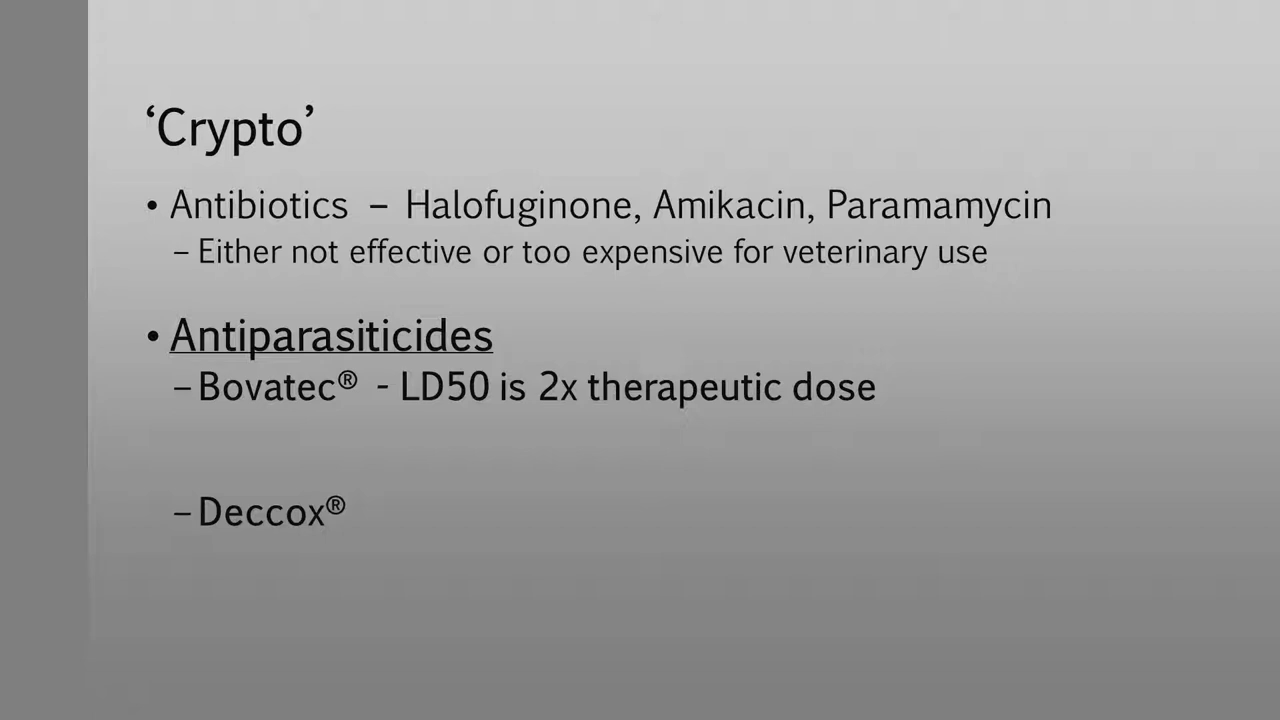 ‘Crypto’
• Antibiotics – Halofuginone, Amikacin, Paramamycin
– Either not effective or too expensive for veterinary use
• Antiparasiticides
– Bovatec® - LD50 is 2x therapeutic dose
– Deccox®